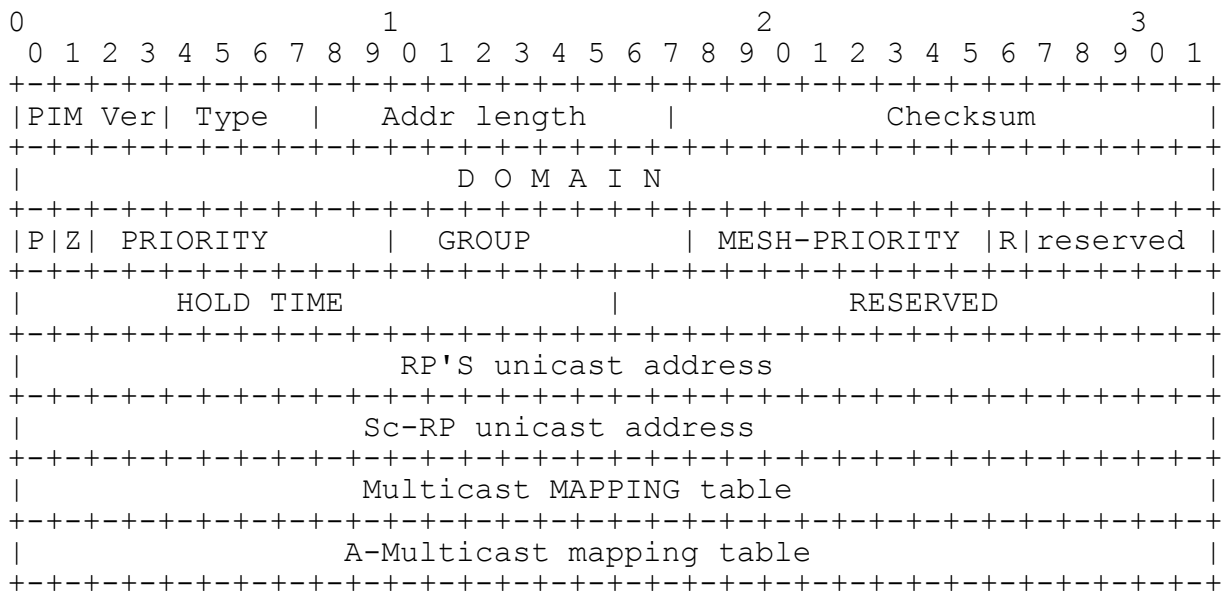 0                   1                   2                   3
 0 1 2 3 4 5 6 7 8 9 0 1 2 3 4 5 6 7 8 9 0 1 2 3 4 5 6 7 8 9 0 1
+-+-+-+-+-+-+-+-+-+-+-+-+-+-+-+-+-+-+-+-+-+-+-+-+-+-+-+-+-+-+-+-+
|PIM Ver| Type  |   Addr length    |           Checksum         |
+-+-+-+-+-+-+-+-+-+-+-+-+-+-+-+-+-+-+-+-+-+-+-+-+-+-+-+-+-+-+-+-+
|                       D O M A I N                             |
+-+-+-+-+-+-+-+-+-+-+-+-+-+-+-+-+-+-+-+-+-+-+-+-+-+-+-+-+-+-+-+-+
|P|Z| PRIORITY      |  GROUP        | MESH-PRIORITY |R|reserved |
+-+-+-+-+-+-+-+-+-+-+-+-+-+-+-+-+-+-+-+-+-+-+-+-+-+-+-+-+-+-+-+-+
|        HOLD TIME              |            RESERVED           |
+-+-+-+-+-+-+-+-+-+-+-+-+-+-+-+-+-+-+-+-+-+-+-+-+-+-+-+-+-+-+-+-+
|                    RP'S unicast address                       |
+-+-+-+-+-+-+-+-+-+-+-+-+-+-+-+-+-+-+-+-+-+-+-+-+-+-+-+-+-+-+-+-+
|                  Sc-RP unicast address                        |
+-+-+-+-+-+-+-+-+-+-+-+-+-+-+-+-+-+-+-+-+-+-+-+-+-+-+-+-+-+-+-+-+
|                  Multicast MAPPING table                      |
+-+-+-+-+-+-+-+-+-+-+-+-+-+-+-+-+-+-+-+-+-+-+-+-+-+-+-+-+-+-+-+-+
|                 A-Multicast mapping table                     |
+-+-+-+-+-+-+-+-+-+-+-+-+-+-+-+-+-+-+-+-+-+-+-+-+-+-+-+-+-+-+-+-+